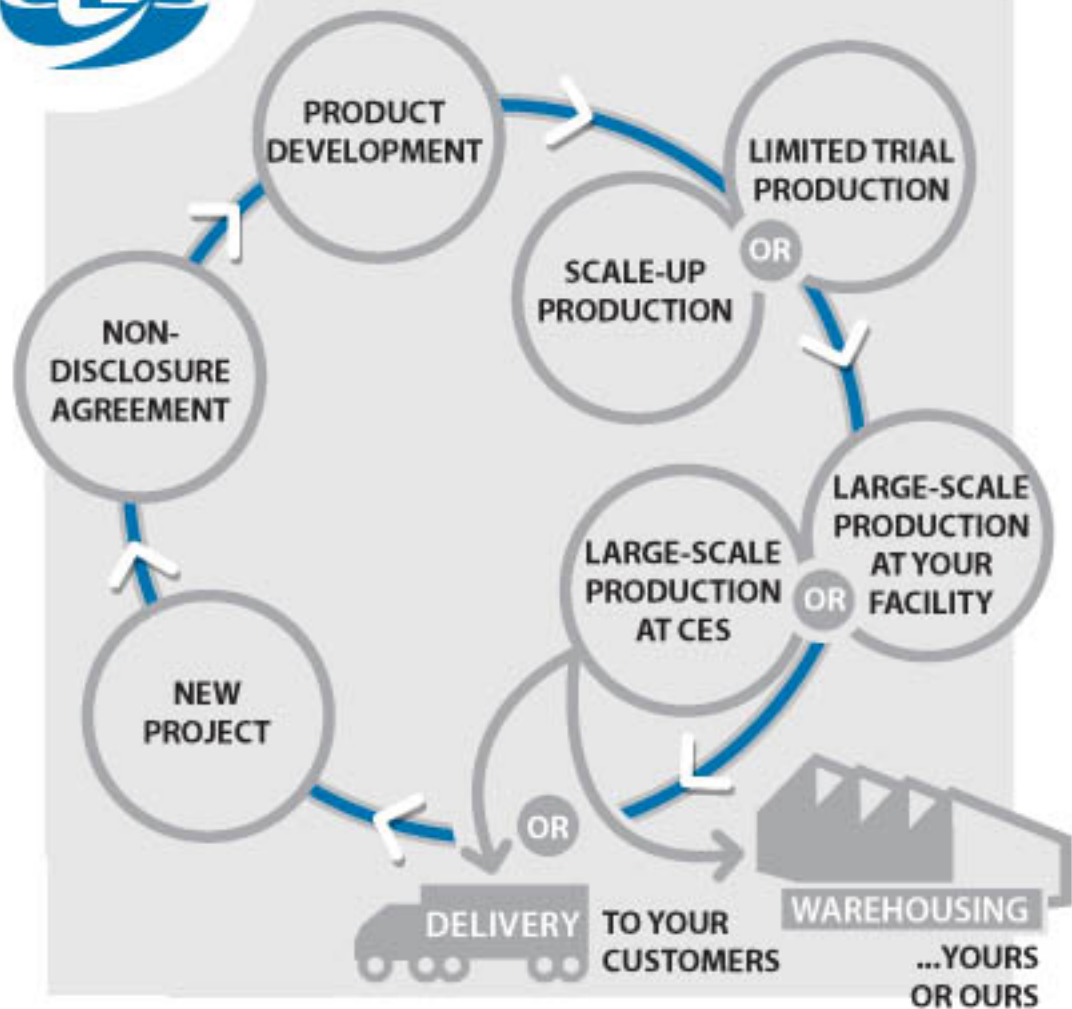 PRODUCT
DEVELOPMENT
LIMITED TRIAL
PRODUCTION
OR
SCALE-UP
PRODUCTION
NON-
DISCLOSURE
AGREEMENT
LARGE-SCALE
PRODUCTION
AT YOUR
FACILITY
OR
LARGE-SCALE
PRODUCTION
AT CES
NEW
PROJECT
OR
DELIVERY
TO YOUR
CUSTOMERS
WAREHOUSING
...YOURS
OR OURS